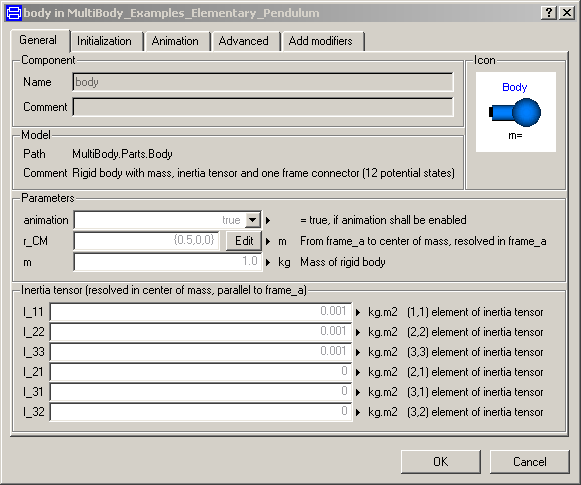 body in MultiBody_Examples_Elementary_Pendulum ? X
General Initialization Animation Advanced Add modifiers
Component
Icon
Name body
Comment
Body
m=
Model
Path MultiBody.Parts.Body
Comment Rigid body with mass, inertia tensor and one frame connector (12 potential states)
Parameters
animation true = true, if animation shall be enabled
r_CM {0.5,0,0} Edit m From frame_a to center of mass, resolved in frame_a
m 1.0 kg Mass of rigid body
Inertia tensor (resolved in center of mass, parallel to frame_a)
I_11 0.001 kg.m2 (1,1) element of inertia tensor
I_22 0.001 kg.m2 (2,2) element of inertia tensor
I_33 0.001 kg.m2 (3,3) element of inertia tensor
I_21 0 kg.m2 (2,1) element of inertia tensor
I_31 0 kg.m2 (3,1) element of inertia tensor
I_32 0 kg.m2 (3,2) element of inertia tensor
OK Cancel